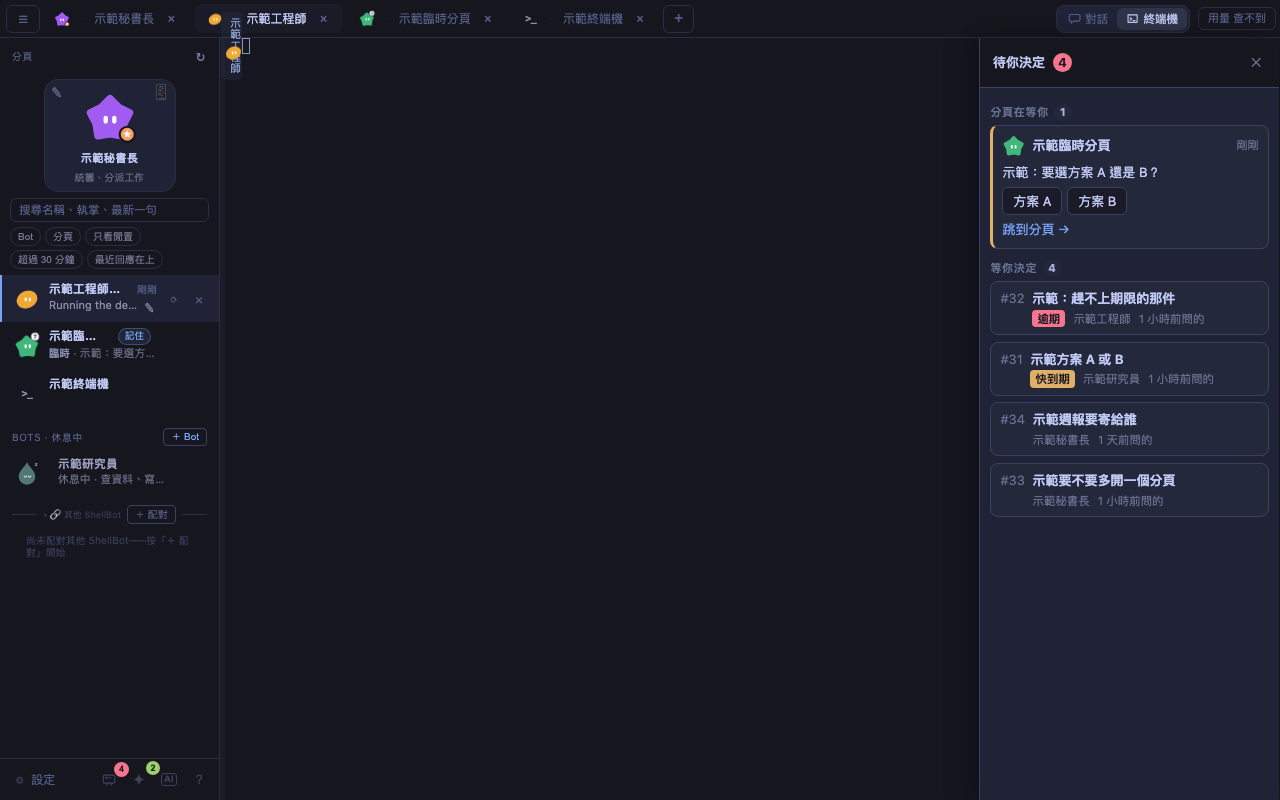 示範秘書長 ×
示範工程師 ×
示範臨時分頁 ×
>_ 示範終端機 ×
+
對話
終端機
用量 查不到
分頁
示範秘書長
統籌、分派工作
搜尋名稱、執掌、最新一句
Bot 分頁 只看閒置
超過 30 分鐘 最近回應在上
示範工程師... 剛剛
Running the de...
示範臨... 記住
臨時 · 示範：要選方...
>_ 示範終端機
BOTS · 休息中 + Bot
示範研究員
休息中 · 查資料、寫...
其他 ShellBot + 配對
尚未配對其他 ShellBot——按「+ 配
對」開始
設定 4 2 AI ?
示範工程師
待你決定 4 ×
分頁在等你 1
示範臨時分頁 剛剛
示範：要選方案 A 還是 B？
方案 A 方案 B
跳到分頁 →
等你決定 4
#32 示範：趕不上期限的那件
逾期 示範工程師 1 小時前問的
#31 示範方案 A 或 B
快到期 示範研究員 1 小時前問的
#34 示範週報要寄給誰
示範秘書長 1 天前問的
#33 示範要不要多開一個分頁
示範秘書長 1 小時前問的